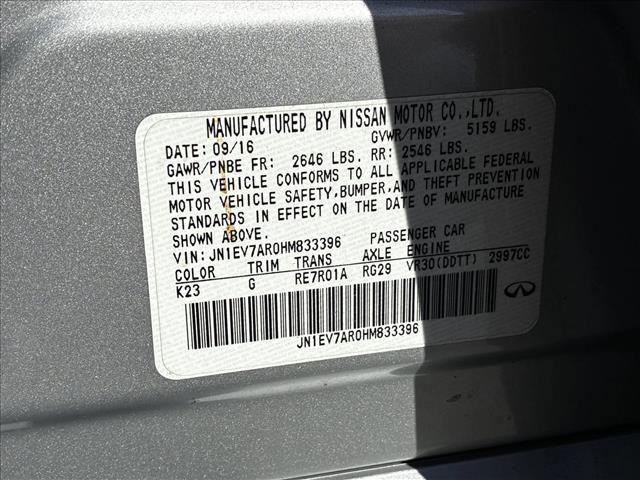 MANUFACTURED BY NISSAN MOTOR CO.,LTD.
DATE: 09/16 GVWR/PNBV: 5159 LBS.
GAWR/PNBE FR: 2646 LBS. RR: 2546 LBS.
THIS VEHICLE CONFORMS TO ALL APPLICABLE FEDERAL
MOTOR VEHICLE SAFETY,BUMPER,AND THEFT PREVENTION
STANDARDS IN EFFECT ON THE DATE OF MANUFACTURE
SHOWN ABOVE.
VIN:JN1EV7AR0HM833396 PASSENGER CAR
COLOR TRIM TRANS AXLE ENGINE
K23 G RE7R01A RG29 VR30(DDTT) 2997CC
JN1EV7AR0HM833396